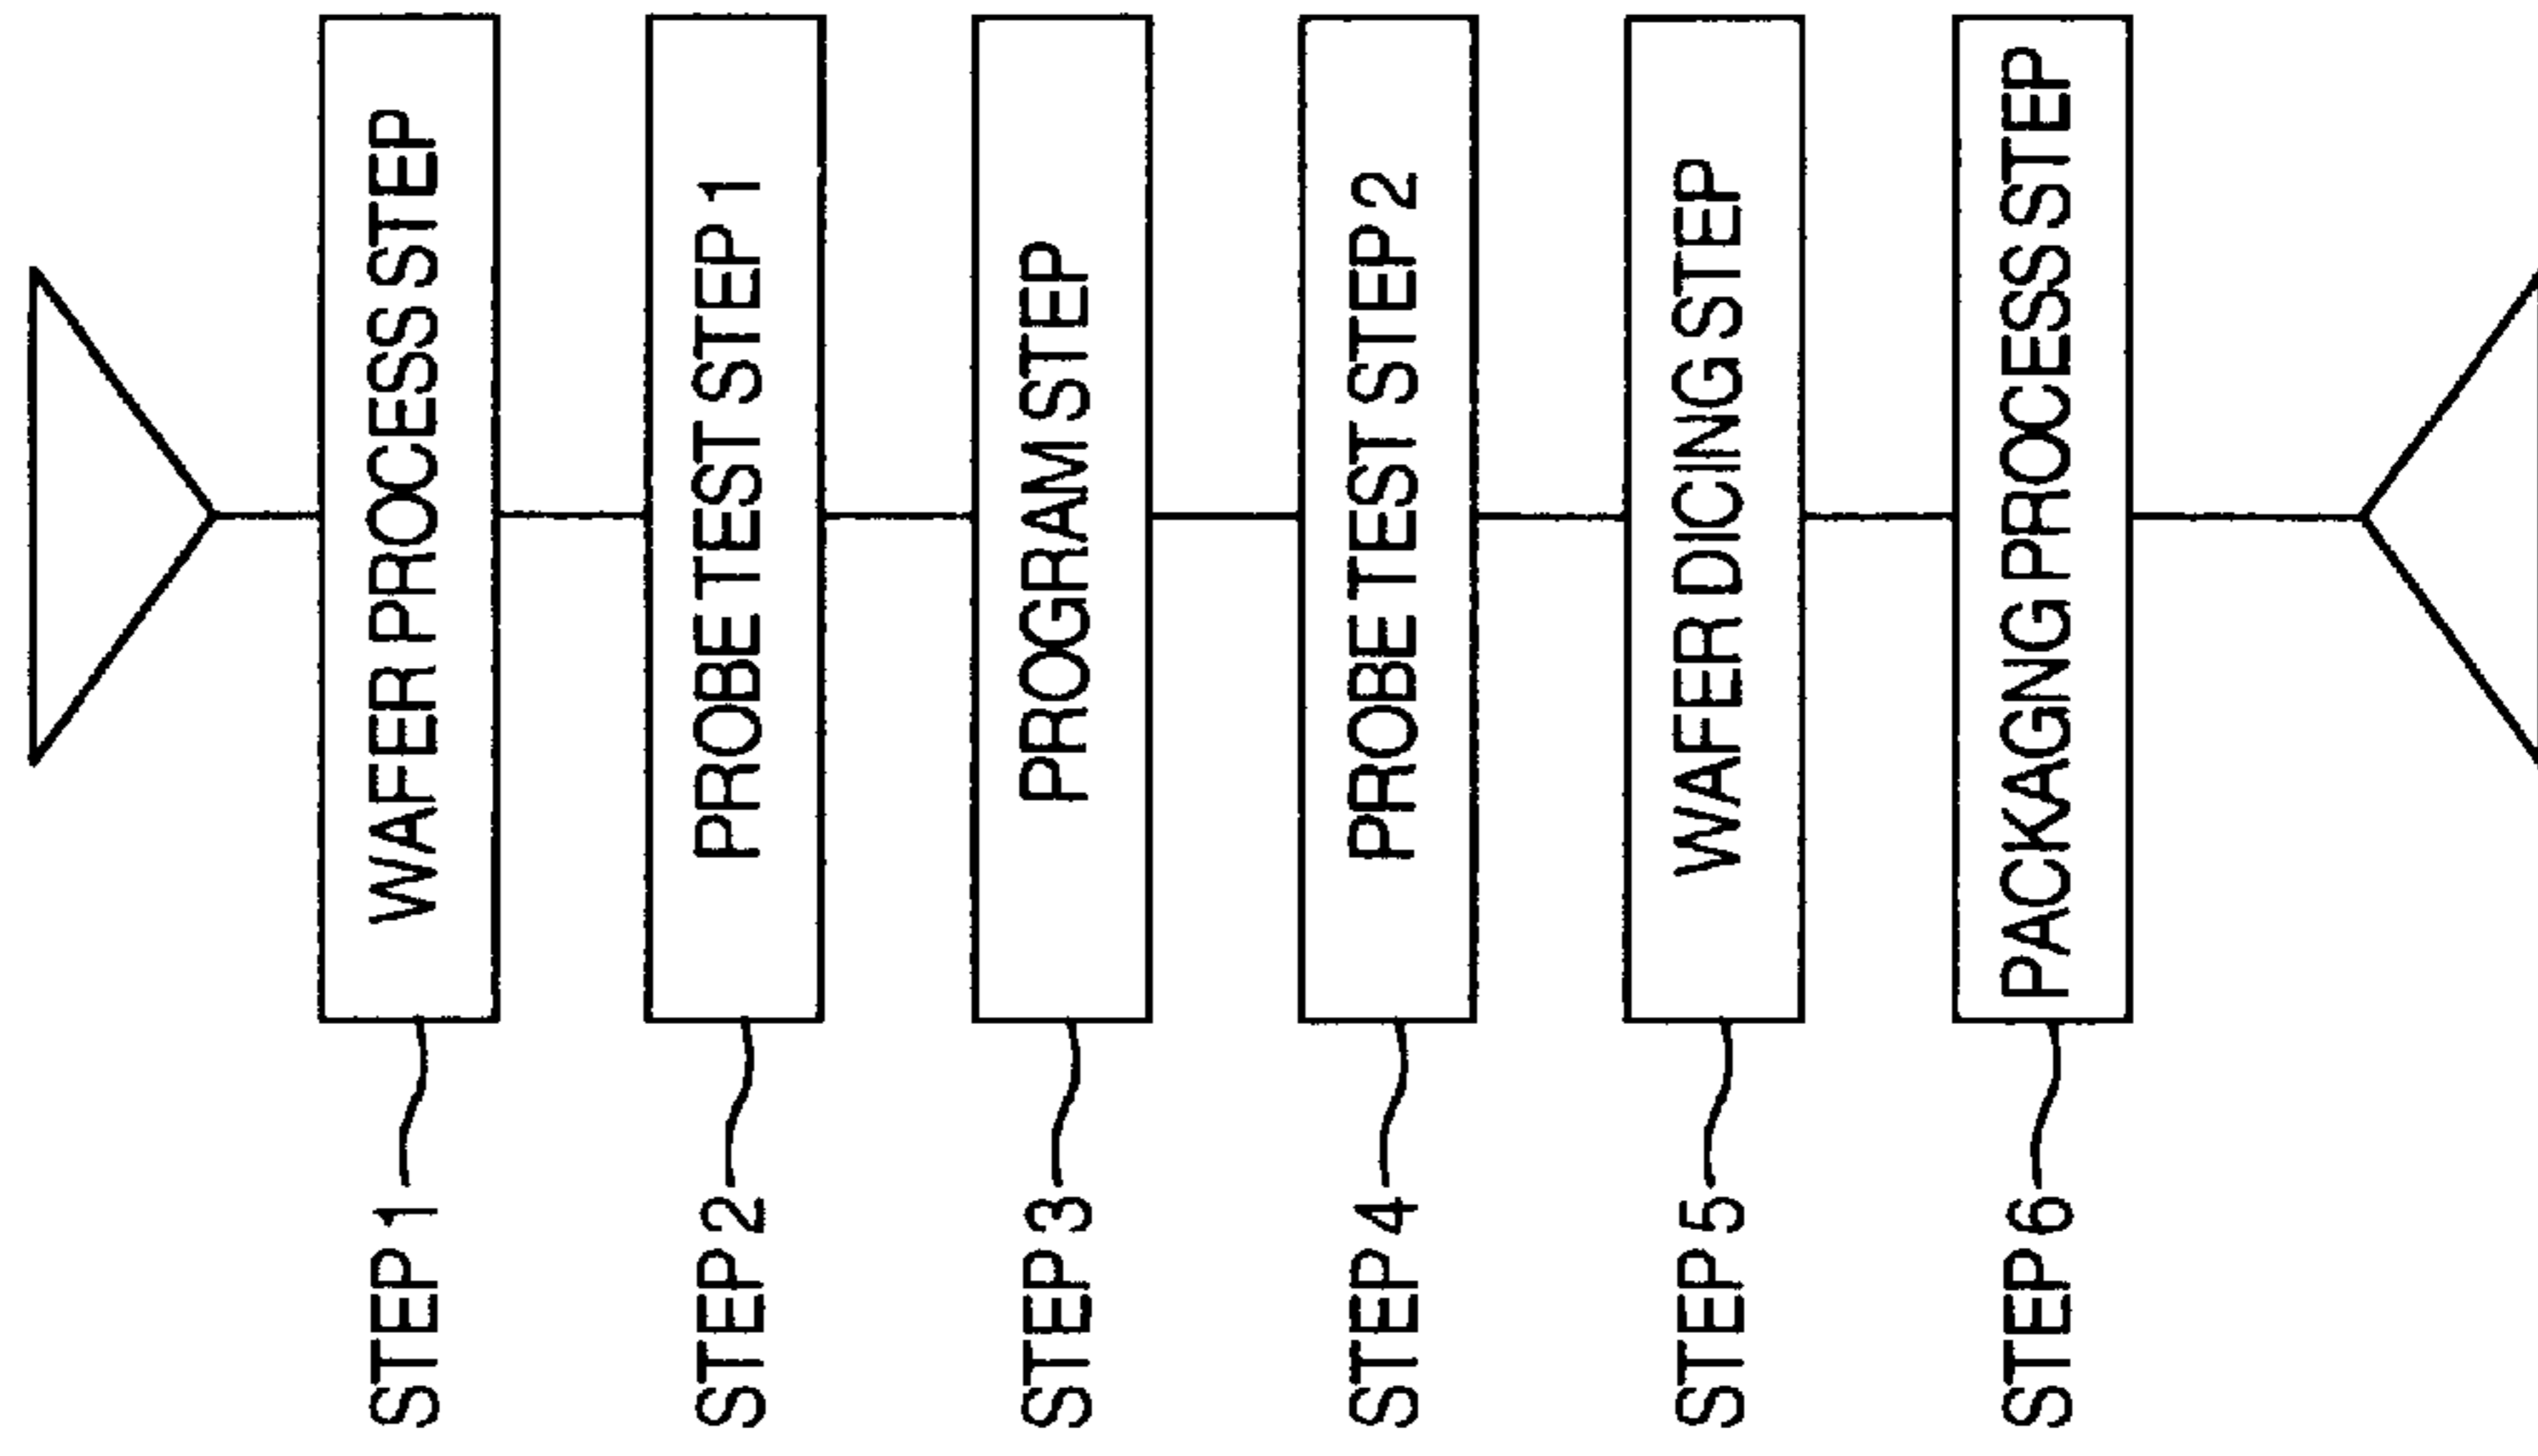 STEP 1
WAFER PROCESS STEP
STEP 2
PROBE TEST STEP 1
STEP 3
PROGRAM STEP
STEP 4
PROBE TEST STEP 2
STEP 5
WAFER DICING STEP
STEP 6
PACKAGNG PROCESS STEP